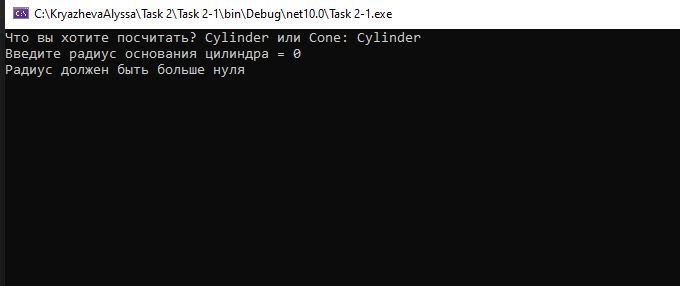 C:\KryazhevaAlyssa\Task 2\Task 2-1\bin\Debug\net10.0\Task 2-1.exe
Что вы хотите посчитать? Cylinder или Cone: Cylinder
Введите радиус основания цилиндра = 0
Радиус должен быть больше нуля